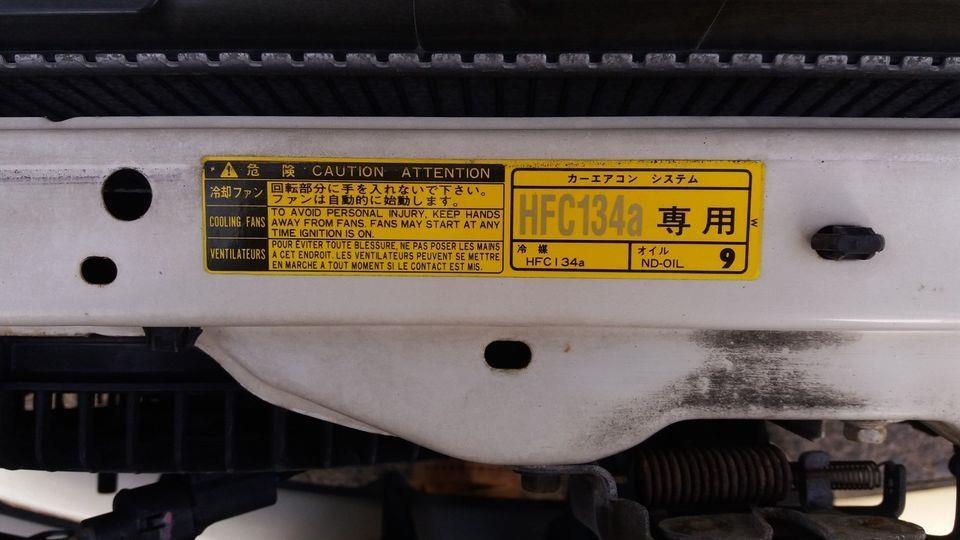 危険 CAUTION ATTENTION
冷却ファン
回転部分に手を入れないで下さい。
ファンは自動的に始動します。
COOLING FANS
TO AVOID PERSONAL INJURY, KEEP HANDS
AWAY FROM FANS. FANS MAY START AT ANY
TIME IGNITION IS ON.
VENTILATEURS
POUR ÉVITER TOUTE BLESSURE, NE PAS POSER LES MAINS
A CET ENDROIT. LES VENTILATEURS PEUVENT SE METTRE
EN MARCHE A TOUT MOMENT SI LE CONTACT EST MIS.
カーエアコン システム
HFC134a 専用
冷媒
HFC134a
オイル
ND-OIL 9
W